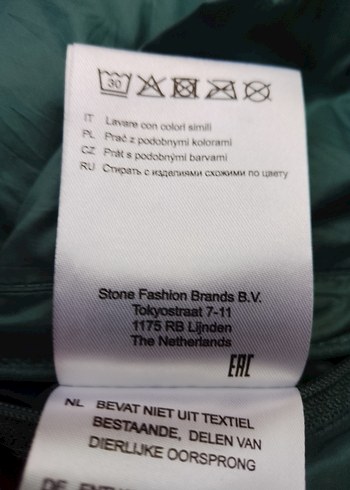 30
IT Lavare con colori simili
PL Prać z podobnymi kolorami
CZ Prát s podobnými barvami
RU Стирать с изделиями схожими по цвету
Stone Fashion Brands B.V.
Tokyostraat 7-11
1175 RB Lijnden
The Netherlands
EAC
NL BEVAT NIET UIT TEXTIEL
BESTAANDE, DELEN VAN
DIERLIJKE OORSPRONG